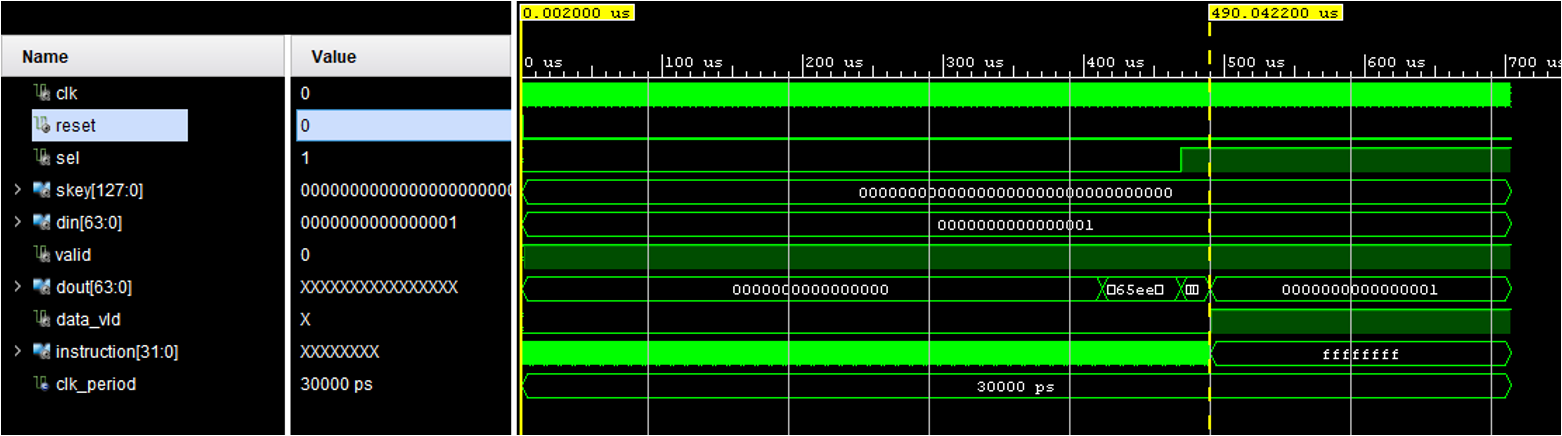 0.002000 us 490.042200 us
Name Value
0 us 100 us 200 us 300 us 400 us 500 us 600 us 700 us
clk 0
reset 0
sel 1
skey[127:0] 00000000000000000000000 00000000000000000000000000000000
din[63:0] 0000000000000001 0000000000000001
valid 0
dout[63:0] XXXXXXXXXXXXXXXX 0000000000000000 65ee 0000000000000001
data_vld X
instruction[31:0] XXXXXXXX ffffffff
clk_period 30000 ps 30000 ps